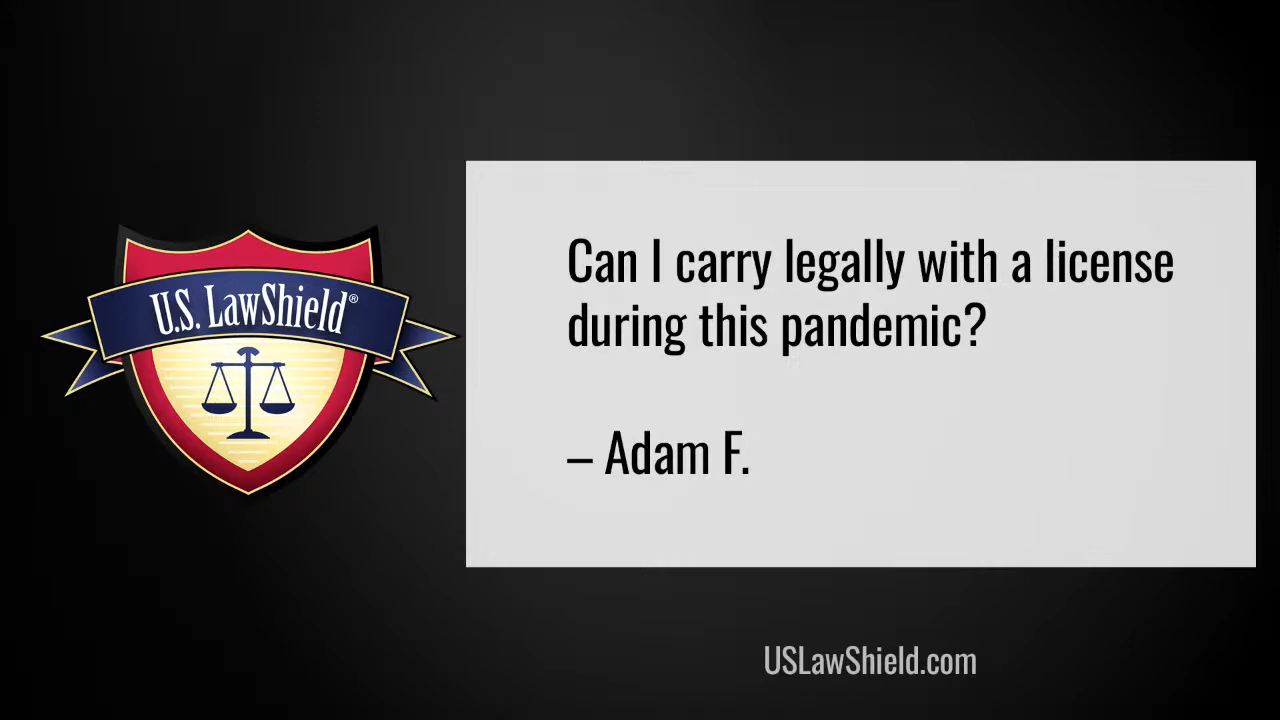 U.S. LawShield®
Can I carry legally with a license
during this pandemic?
– Adam F.
USLawShield.com